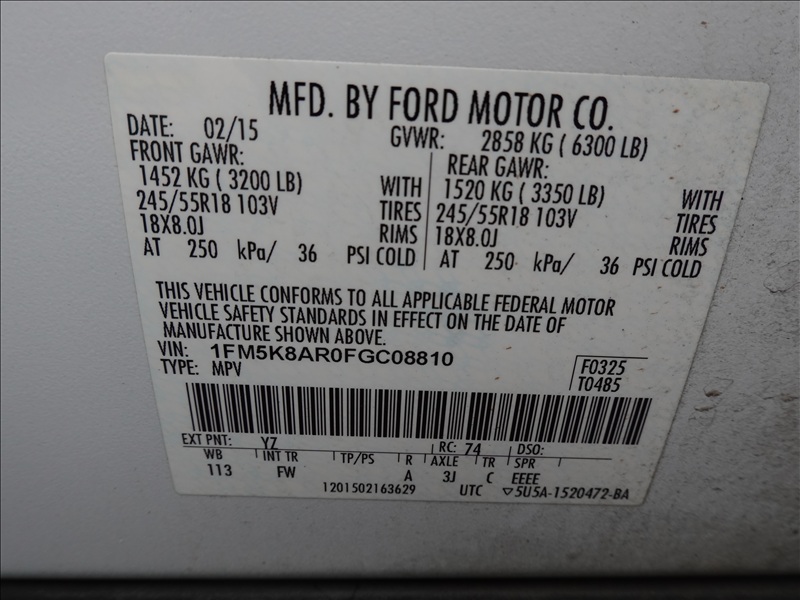 MFD. BY FORD MOTOR CO.
DATE: 02/15 GVWR: 2858 KG ( 6300 LB)
FRONT GAWR: REAR GAWR:
1452 KG ( 3200 LB) WITH 1520 KG ( 3350 LB) WITH
245/55R18 103V TIRES 245/55R18 103V TIRES
18X8.0J RIMS 18X8.0J RIMS
AT 250 kPa/ 36 PSI COLD AT 250 kPa/ 36 PSI COLD
THIS VEHICLE CONFORMS TO ALL APPLICABLE FEDERAL MOTOR
VEHICLE SAFETY STANDARDS IN EFFECT ON THE DATE OF
MANUFACTURE SHOWN ABOVE.
VIN: 1FM5K8AR0FGC08810 F0325
TYPE: MPV T0485
EXT PNT: YZ RC: 74 DSO:
WB INT TR TP/PS R AXLE TR SPR
113 FW A 3J C EEEE
1201502163629 UTC ▽5U5A-1520472-BA